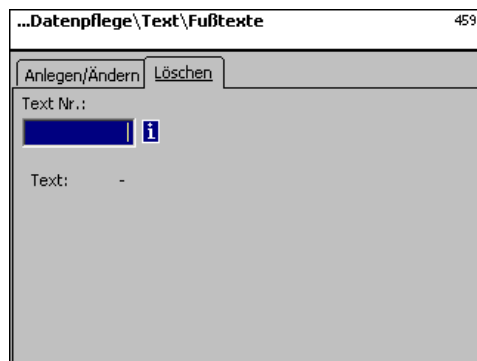 ...Datenpflege\Text\Fußtexte 459
Anlegen/Ändern Löschen
Text Nr.:
i
Text: -